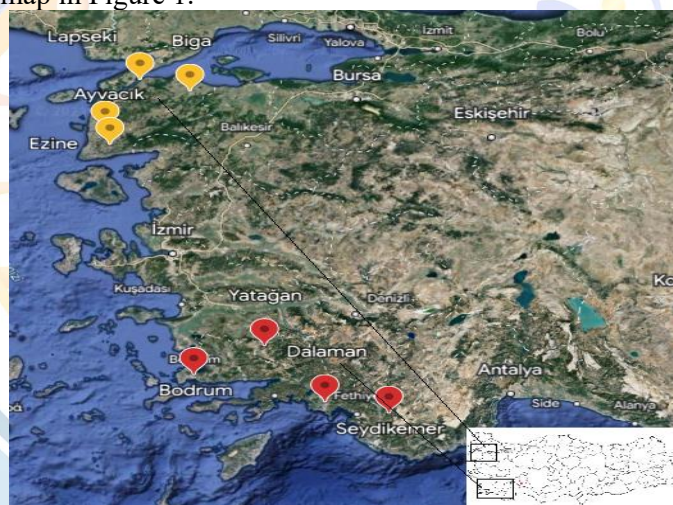 map in Figure 1.
Lapseki
Biga
Silivri
Yalova
İzmit
Bolu
Bursa
Ayvacık
Eskişehir
Balıkesir
Ezine
İzmir
Kuşadası
Yatağan
Denizli
Dalaman
Bodrum
Antalya
Side
Alanya
Seydikemer